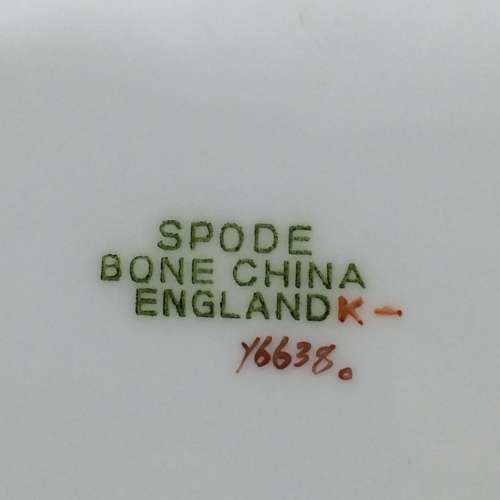 SPODE
BONE CHINA
ENGLAND K-
Y6638.